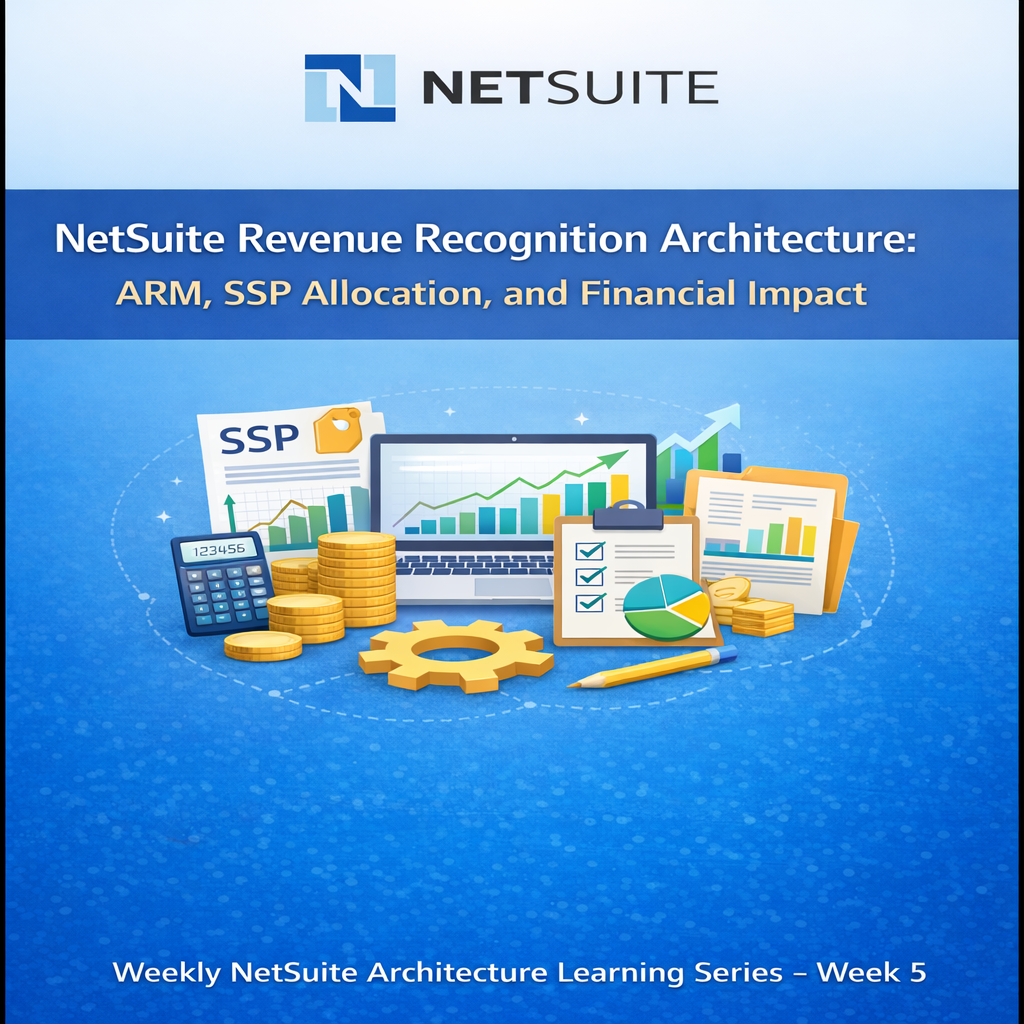 NETSUITE
NetSuite Revenue Recognition Architecture:
ARM, SSP Allocation, and Financial Impact
SSP
123456
Weekly NetSuite Architecture Learning Series – Week 5